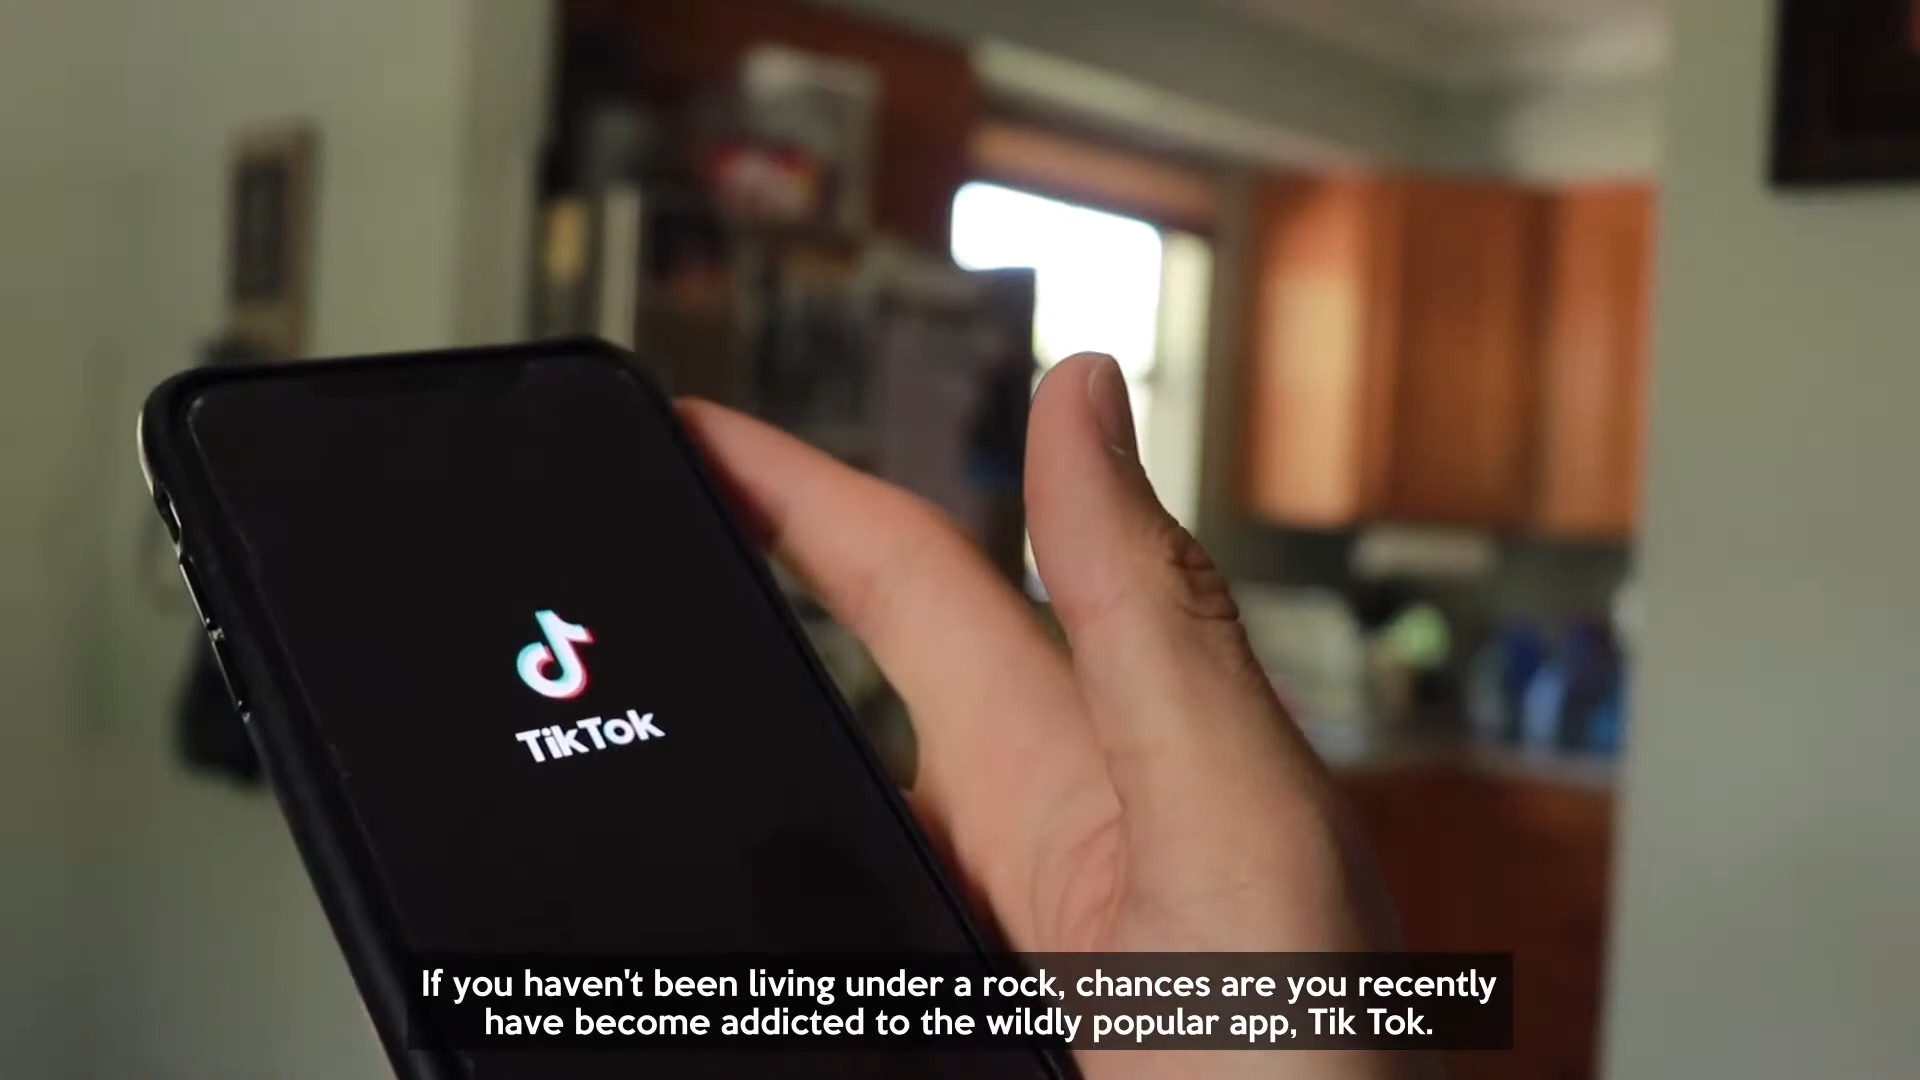 TikTok
If you haven't been living under a rock, chances are you recently
have become addicted to the wildly popular app, Tik Tok.